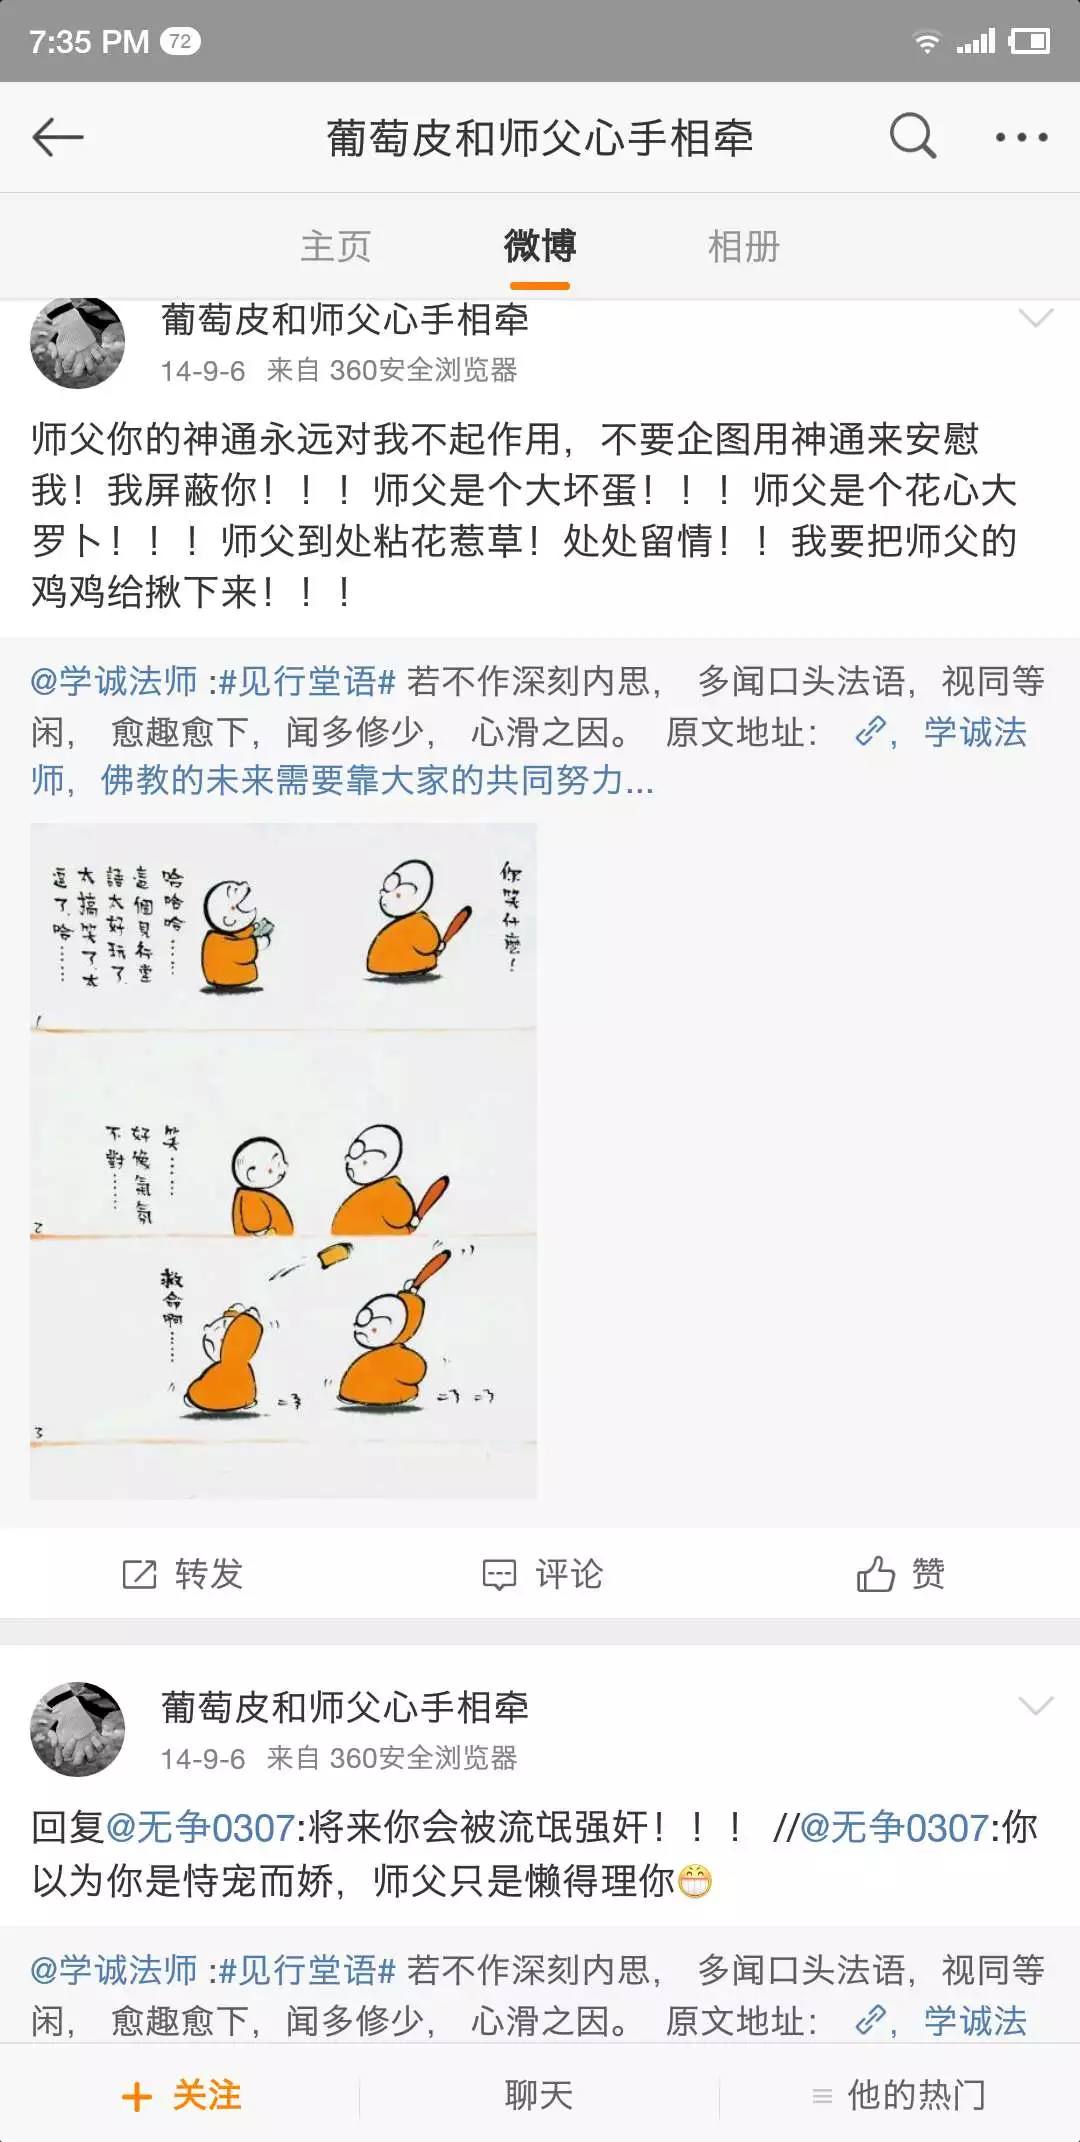 7:35 PM 72
葡萄皮和师父心手相牵
主页 微博 相册
葡萄皮和师父心手相牵
14-9-6 来自 360安全浏览器
师父你的神通永远对我不起作用，不要企图用神通来安慰
我！我屏蔽你！！！师父是个大坏蛋！！！师父是个花心大
罗卜！！！师父到处粘花惹草！处处留情！！我要把师父的
鸡鸡给揪下来！！！
@学诚法师 :#见行堂语# 若不作深刻内思， 多闻口头法语，视同等
闲， 愈趣愈下，闻多修少， 心滑之因。 原文地址： ，学诚法
师，佛教的未来需要靠大家的共同努力...
哈哈哈……
這個見行堂
語太好玩了
太搞笑了，太
逗了，哈……
你笑什麼！
1
笑……
好像氣氛
不對……
2
救命啊……
3
转发 评论 赞
葡萄皮和师父心手相牵
14-9-6 来自 360安全浏览器
回复@无争0307:将来你会被流氓强奸！！！ //@无争0307:你
以为你是恃宠而娇，师父只是懒得理你
@学诚法师 :#见行堂语# 若不作深刻内思， 多闻口头法语，视同等
闲， 愈趣愈下，闻多修少， 心滑之因。 原文地址： ，学诚法
+ 关注 聊天 他的热门